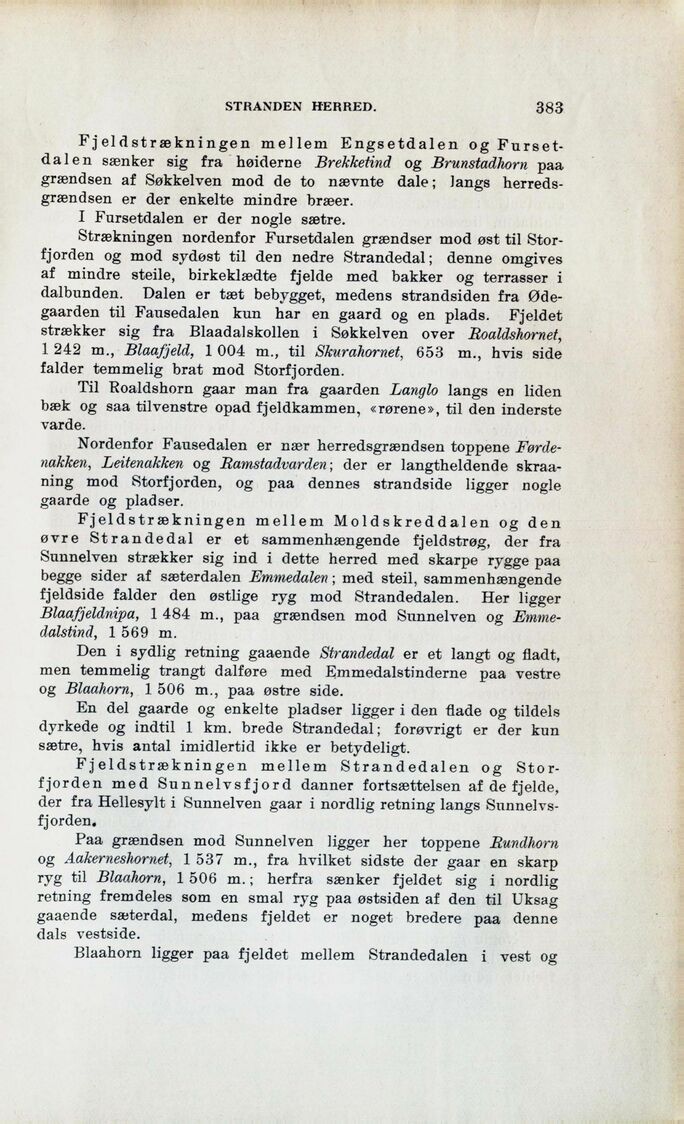 STRANDEN HERRED. 383
Fjeldstrækningen mellem Engsetdalen og Furset-
dalen sænker sig fra høiderne Brekketind og Brunstadhorn paa
grændsen af Søkkelven mod de to nævnte dale; langs herreds-
grændsen er der enkelte mindre bræer.
I Fursetdalen er der nogle sætre.
Strækningen nordenfor Fursetdalen grændser mod øst til Stor-
fjorden og mod sydøst til den nedre Strandedal; denne omgives
af mindre steile, birkeklædte fjelde med bakker og terrasser i
dalbunden. Dalen er tæt bebygget, medens strandsiden fra Øde-
gaarden til Fausedalen kun har en gaard og en plads. Fjeldet
strækker sig fra Blaadalskollen i Søkkelven over Roaldshornet,
1 242 m., Blaafjeld, 1 004 m., til Skurahornet, 653 m., hvis side
falder temmelig brat mod Storfjorden.
Til Roaldshorn gaar man fra gaarden Langlo langs en liden
bæk og saa tilvenstre opad fjeldkammen, «rørene», til den inderste
varde.
Nordenfor Fausedalen er nær herredsgrændsen toppene Førde-
nakken, Leitenakken og Ramstadvarden; der er langtheldende skraa-
ning mod Storfjorden, og paa dennes strandside ligger nogle
gaarde og pladser.
Fjeldstrækningen mellem Moldskreddalen og den
øvre Strandedal er et sammenhængende fjeldstrøg, der fra
Sunnelven strækker sig ind i dette herred med skarpe rygge paa
begge sider af sæterdalen Emmedalen; med steil, sammenhængende
fjeldside falder den østlige ryg mod Strandedalen. Her ligger
Blaafjeldnipa, 1 484 m., paa grændsen mod Sunnelven og Emme-
dalstind, 1 569 m.
Den i sydlig retning gaaende Strandedal er et langt og fladt,
men temmelig trangt dalføre med Emmedalstinderne paa vestre
og Blaahorn, 1 506 m., paa østre side.
En del gaarde og enkelte pladser ligger i den flade og tildels
dyrkede og indtil 1 km. brede Strandedal; forøvrigt er der kun
sætre, hvis antal imidlertid ikke er betydeligt.
Fjeldstrækningen mellem Strandedalen og Stor-
fjorden med Sunnelvsfjord danner fortsættelsen af de fjelde,
der fra Hellesylt i Sunnelven gaar i nordlig retning langs Sunnelvs-
fjorden.
Paa grændsen mod Sunnelven ligger her toppene Rundhorn
og Aakerneshornet, 1 537 m., fra hvilket sidste der gaar en skarp
ryg til Blaahorn, 1 506 m.; herfra sænker fjeldet sig i nordlig
retning fremdeles som en smal ryg paa østsiden af den til Uksag
gaaende sæterdal, medens fjeldet er noget bredere paa denne
dals vestside.
Blaahorn ligger paa fjeldet mellem Strandedalen i vest og